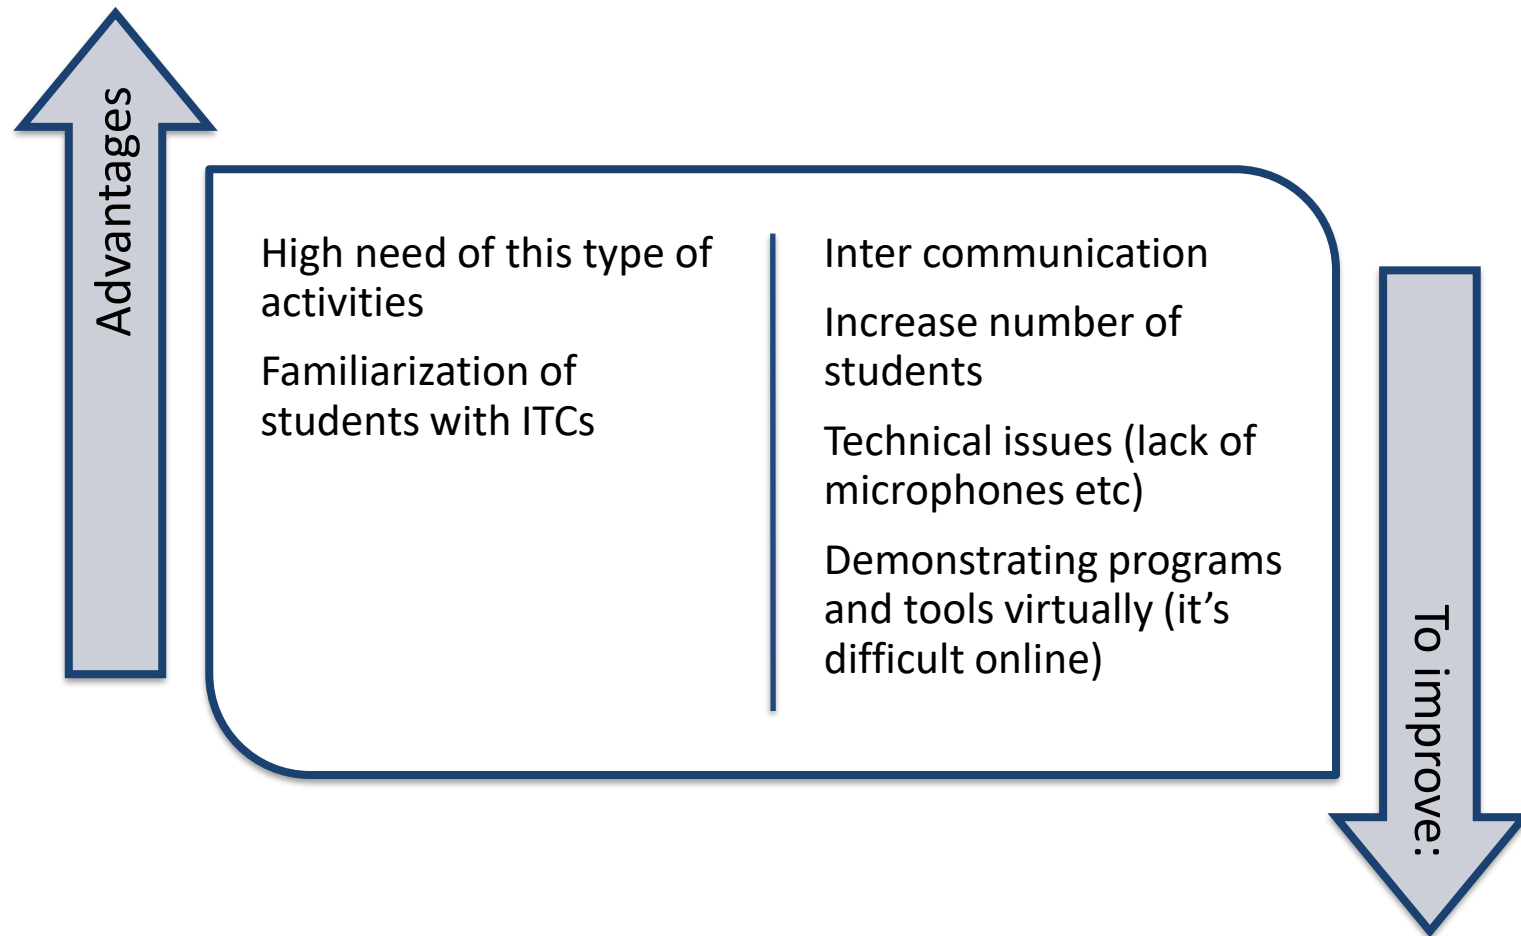 Advantages
High need of this type of
activities
Familiarization of
students with ITCs
Inter communication
Increase number of
students
Technical issues (lack of
microphones etc)
Demonstrating programs
and tools virtually (it’s
difficult online)
To improve: